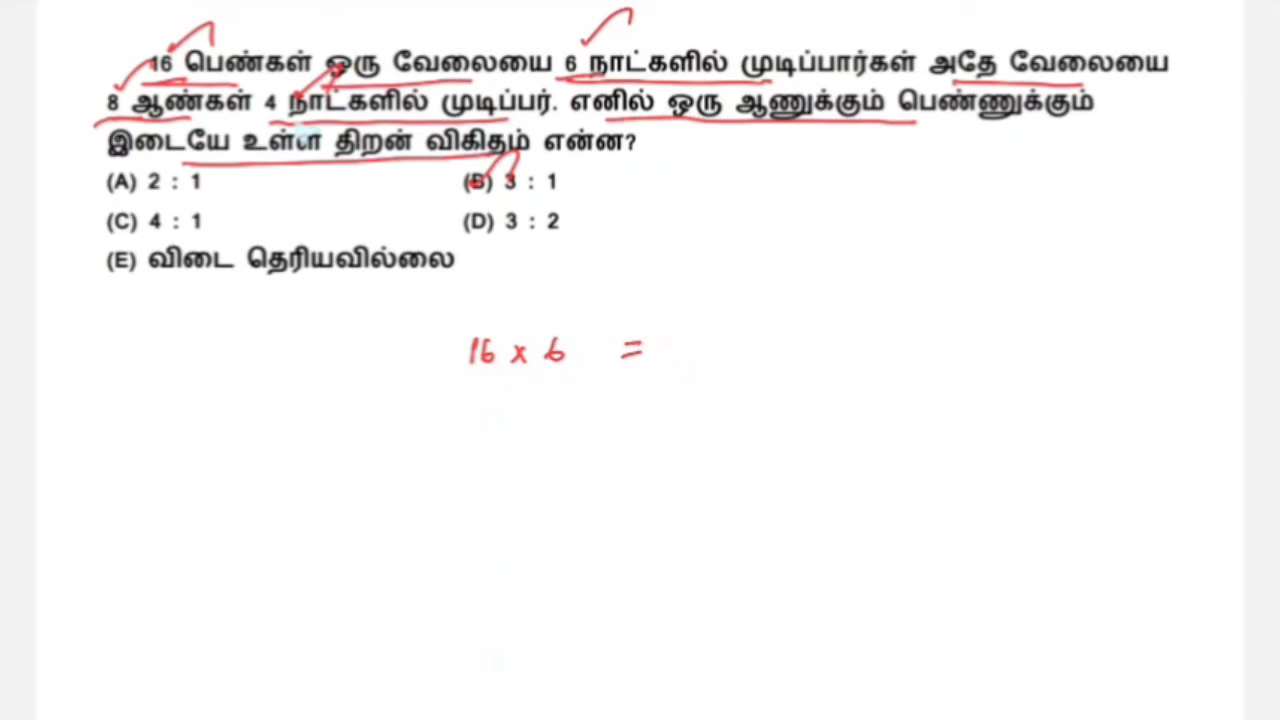 16 பெண்கள் ஒரு வேலையை 6 நாட்களில் முடிப்பார்கள் அதே வேலையை
8 ஆண்கள் 4 நாட்களில் முடிப்பர். எனில் ஒரு ஆணுக்கும் பெண்ணுக்கும்
இடையே உள்ள திறன் விகிதம் என்ன?
(A) 2 : 1 (B) 3 : 1
(C) 4 : 1 (D) 3 : 2
(E) விடை தெரியவில்லை
16 x 6 =